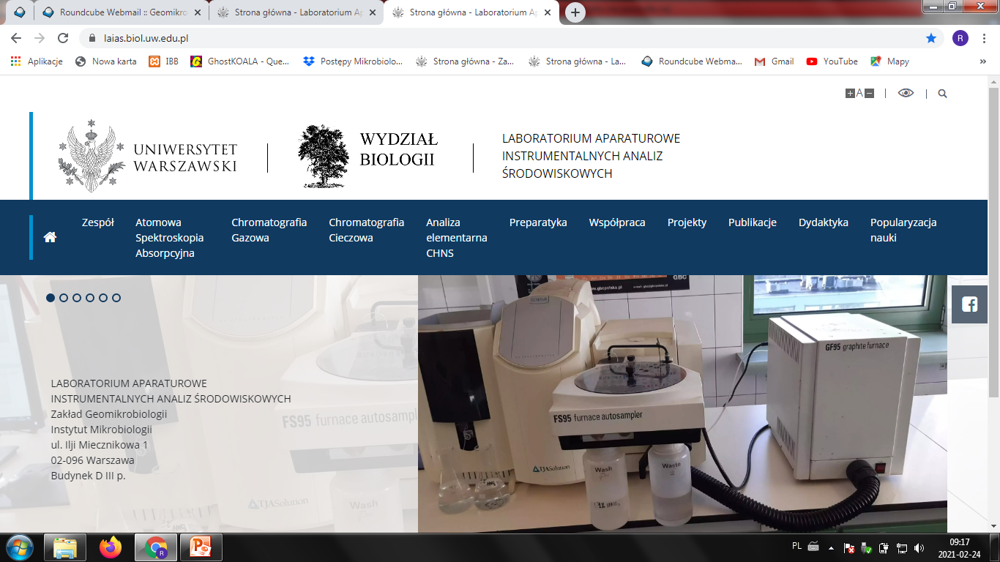 Roundcube Webmail :: Geomikro
Strona główna - Laboratorium Ap
Strona główna - Laboratorium Ap
laias.biol.uw.edu.pl
R
Aplikacje
Nowa karta
IBB
GhostKOALA - Que...
Postępy Mikrobiolo...
Strona główna - Za...
Strona główna - La...
Roundcube Webma...
Gmail
YouTube
Mapy
»
+A−
UNIWERSYTET
WARSZAWSKI
WYDZIAŁ
BIOLOGII
LABORATORIUM APARATUROWE
INSTRUMENTALNYCH ANALIZ
ŚRODOWISKOWYCH
Zespół
Atomowa
Spektroskopia
Absorpcyjna
Chromatografia
Gazowa
Chromatografia
Cieczowa
Analiza
elementarna
CHNS
Preparatyka
Współpraca
Projekty
Publikacje
Dydaktyka
Popularyzacja
nauki
LABORATORIUM APARATUROWE
INSTRUMENTALNYCH ANALIZ ŚRODOWISKOWYCH
Zakład Geomikrobiologii
Instytut Mikrobiologii
ul. Ilji Miecznikowa 1
02-096 Warszawa
Budynek D III p.
FS95 furnace autosampl
TJASolution
Wash
GBC
GF95 graphite furnace
FS95 furnace autosampler
TJASolution
Wash
Waste
PL
09:17
2021-02-24